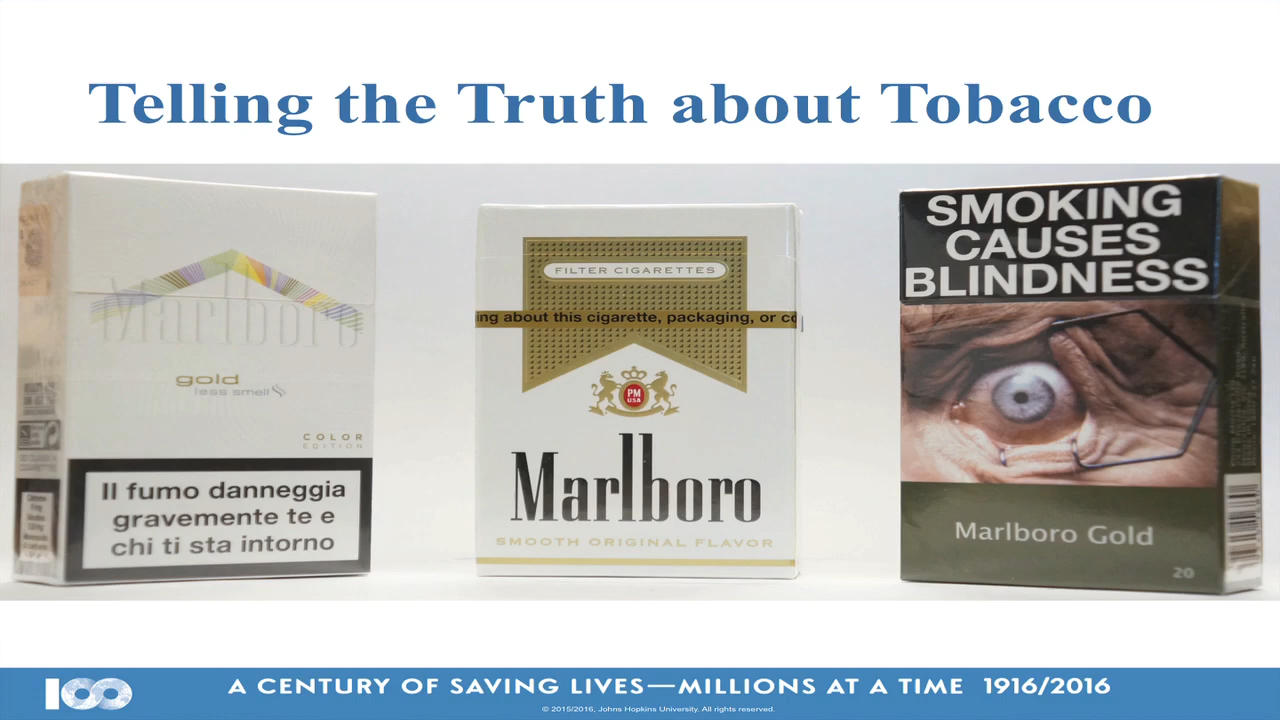 Telling the Truth about Tobacco
Marlboro
gold
less smell
COLOR
EDITION
Il fumo danneggia
gravemente te e
chi ti sta intorno
FILTER CIGARETTES
ing about this cigarette, packaging, or co
PM
USA
Marlboro
SMOOTH ORIGINAL FLAVOR
SMOKING
CAUSES
BLINDNESS
Marlboro Gold
20
100
A CENTURY OF SAVING LIVES—MILLIONS AT A TIME 1916/2016
© 2015/2016, Johns Hopkins University. All rights reserved.